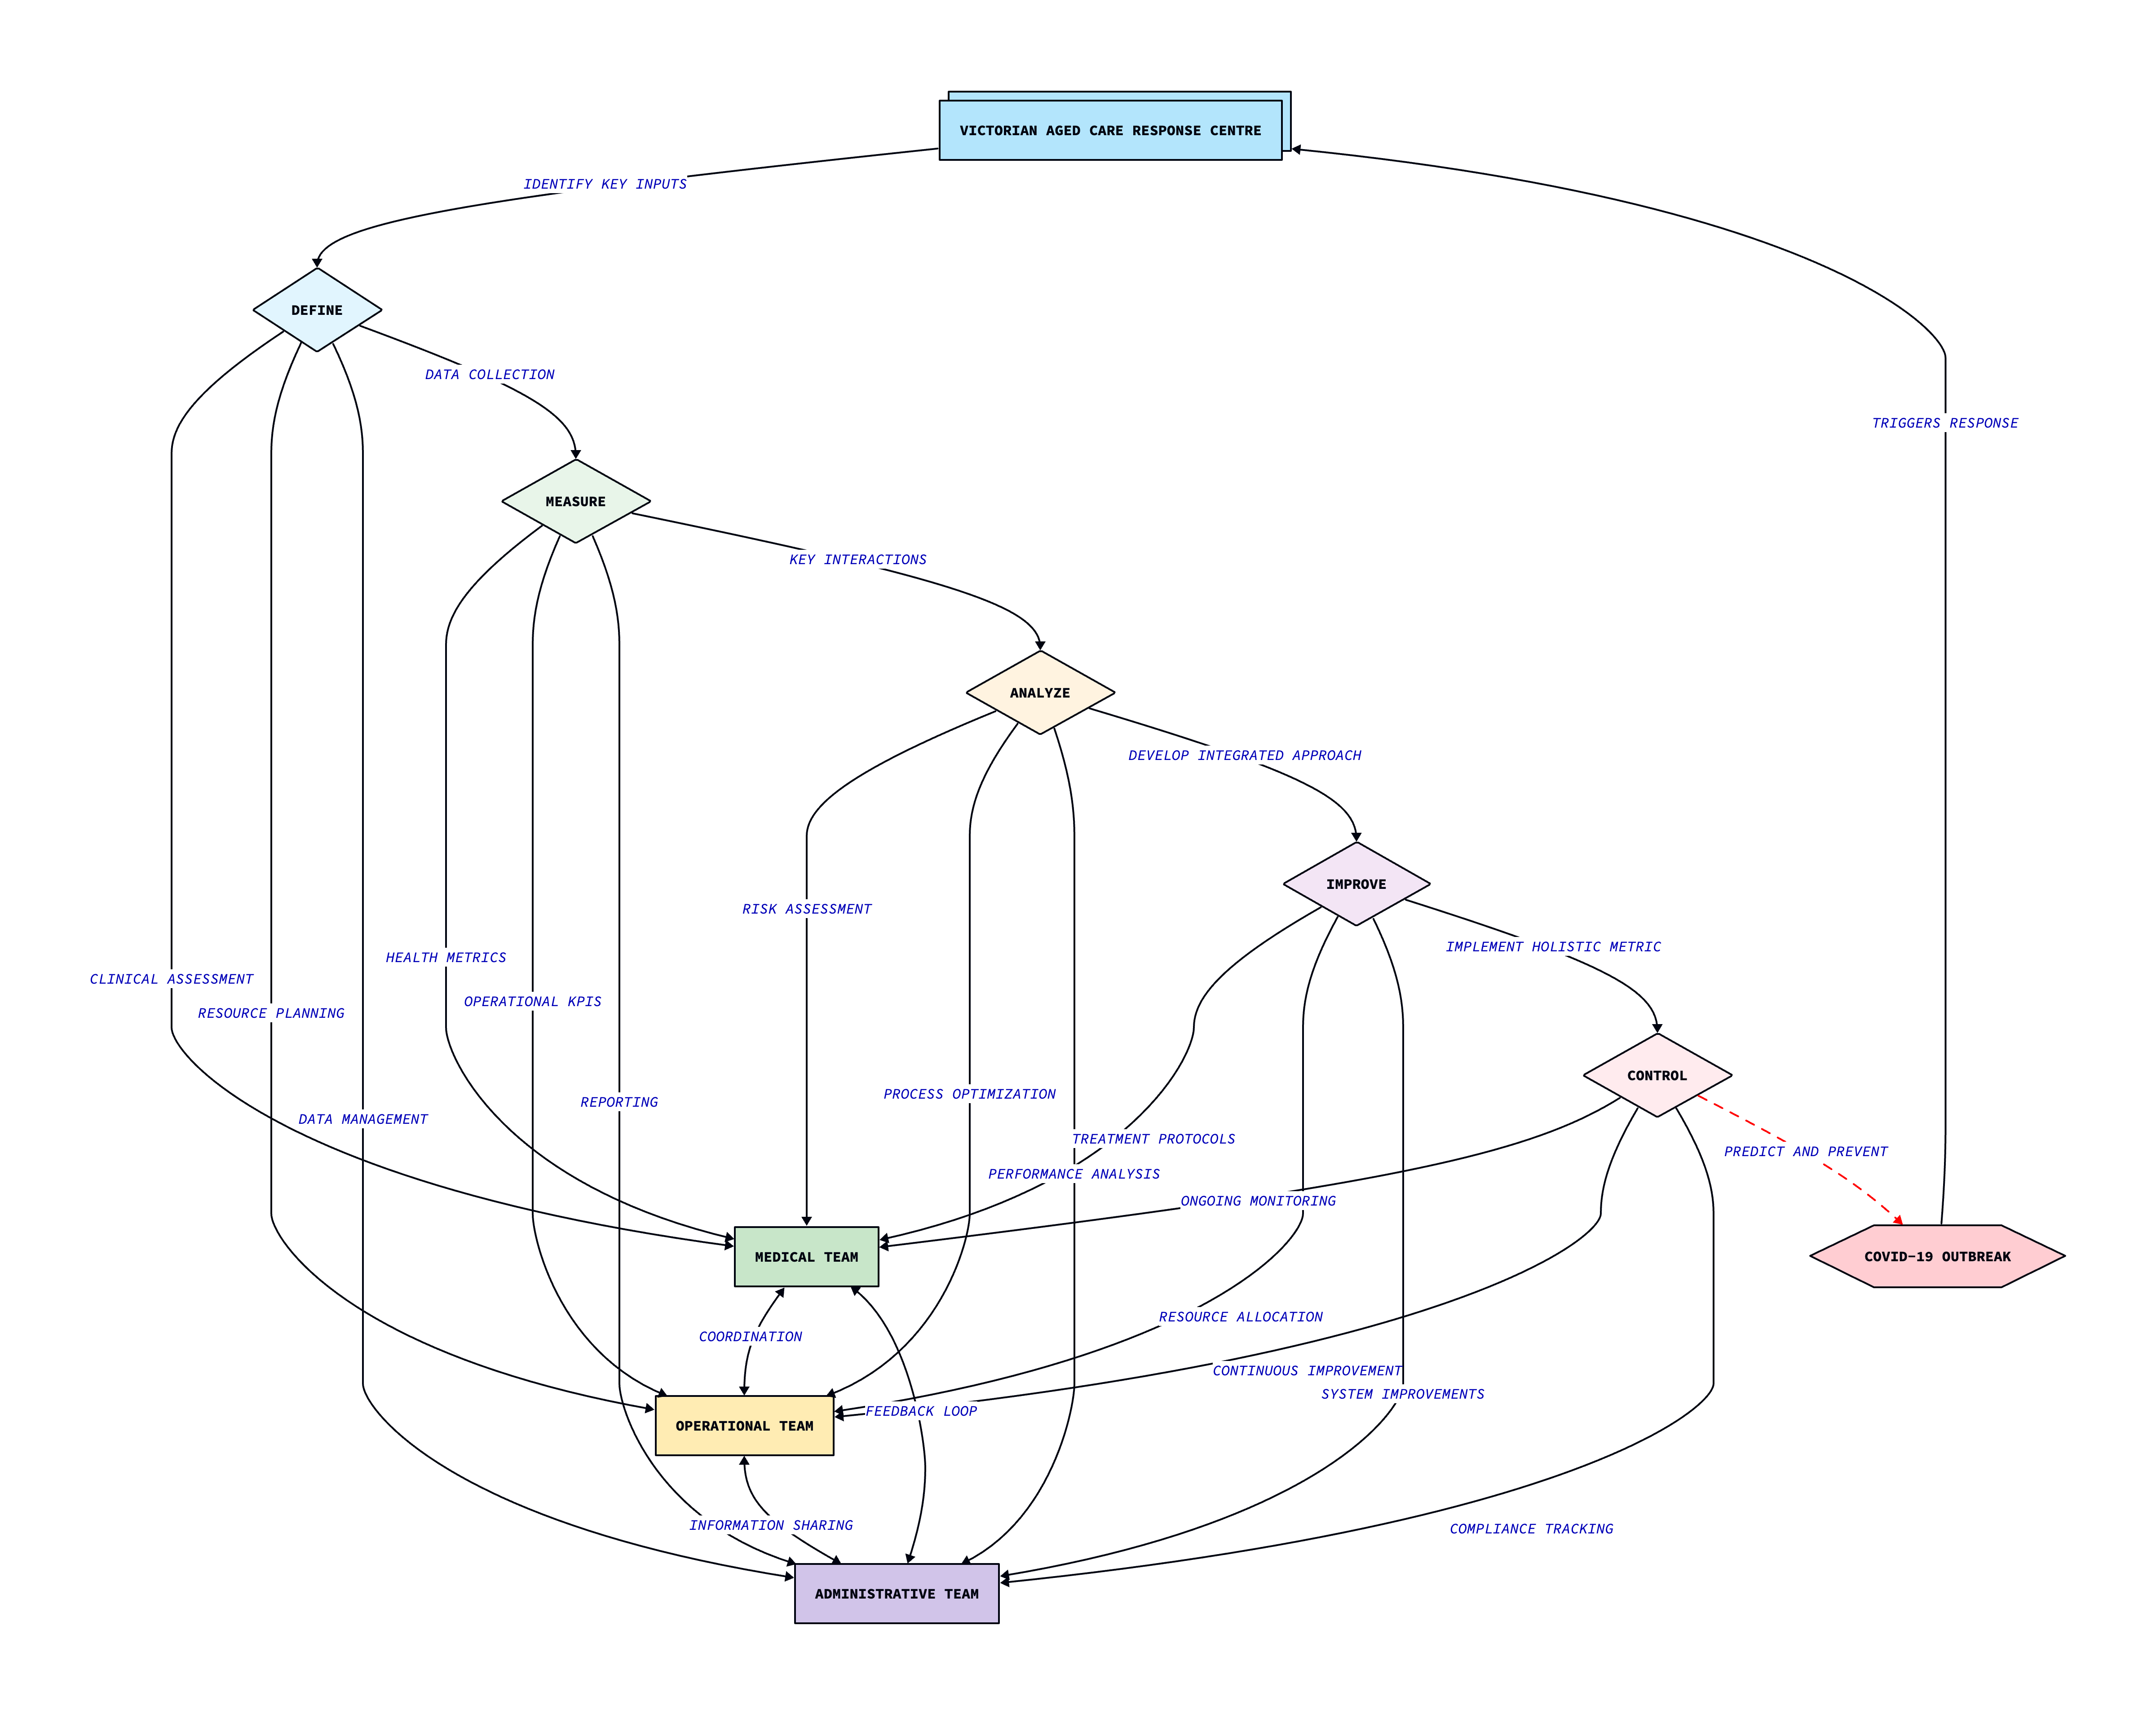 VICTORIAN AGED CARE RESPONSE CENTRE
IDENTIFY KEY INPUTS
DEFINE
DATA COLLECTION
TRIGGERS RESPONSE
MEASURE
KEY INTERACTIONS
ANALYZE
DEVELOP INTEGRATED APPROACH
IMPROVE
RISK ASSESSMENT
IMPLEMENT HOLISTIC METRIC
HEALTH METRICS
CLINICAL ASSESSMENT
OPERATIONAL KPIS
RESOURCE PLANNING
CONTROL
PROCESS OPTIMIZATION
REPORTING
DATA MANAGEMENT
TREATMENT PROTOCOLS
PREDICT AND PREVENT
PERFORMANCE ANALYSIS
ONGOING MONITORING
MEDICAL TEAM
COVID-19 OUTBREAK
RESOURCE ALLOCATION
COORDINATION
CONTINUOUS IMPROVEMENT
SYSTEM IMPROVEMENTS
FEEDBACK LOOP
OPERATIONAL TEAM
INFORMATION SHARING
COMPLIANCE TRACKING
ADMINISTRATIVE TEAM